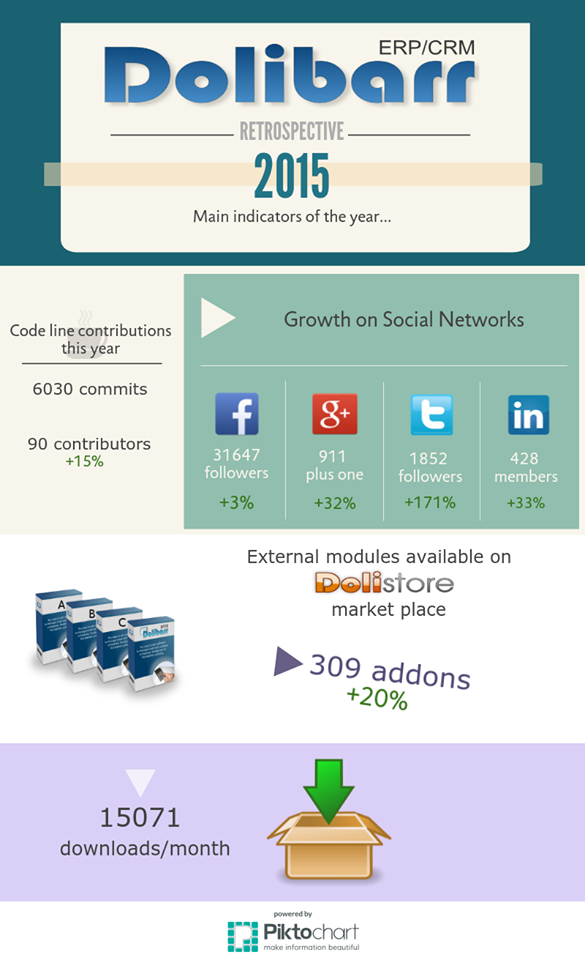 ERP/CRM
Dolibarr
RETROSPECTIVE
2015
Main indicators of the year...
Code line contributions
this year
6030 commits
90 contributors
+15%
Growth on Social Networks
f
31647
followers
+3%
g+
911
plus one
+32%
t
1852
followers
+171%
in
428
members
+33%
External modules available on
Dolistore
market place
A
B
C
Dolibarr
309 addons
+20%
15071
downloads/month
powered by
Piktochart
make information beautiful